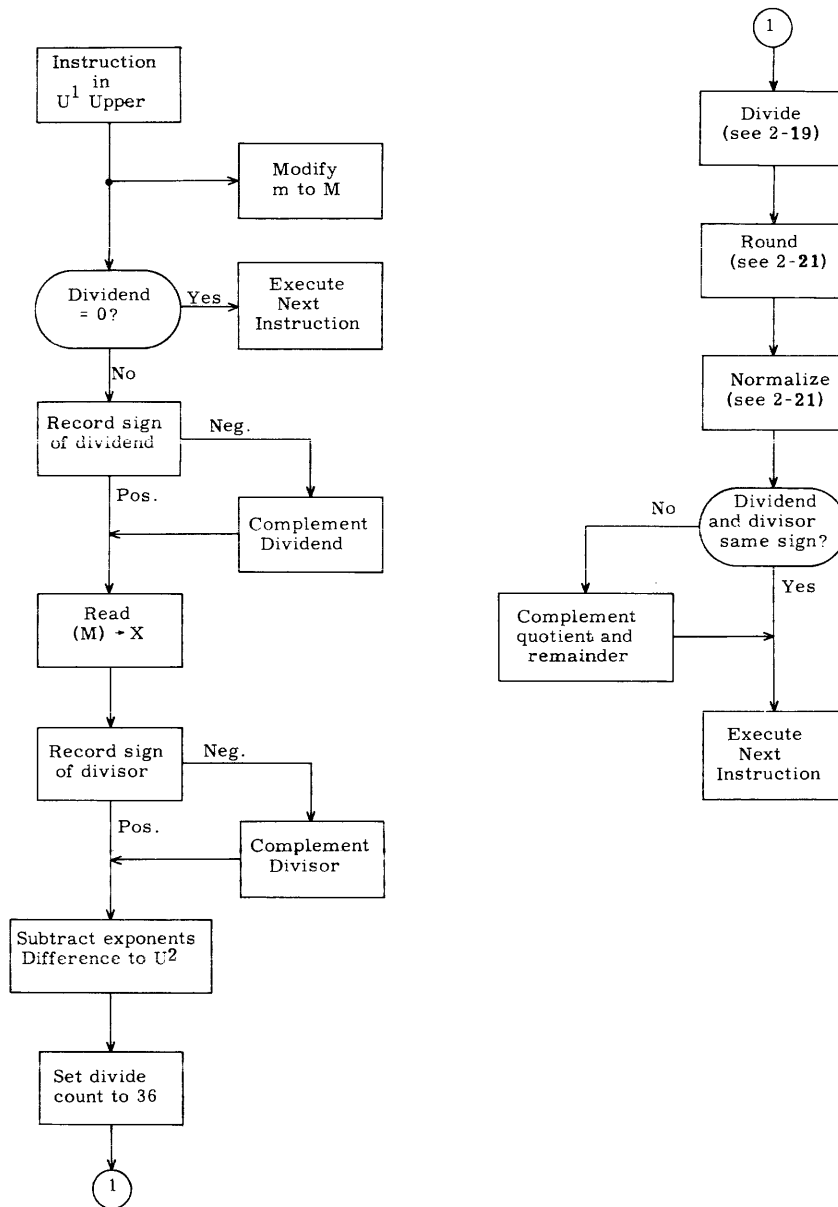 Instruction
in
U¹ Upper
Modify
m to M
Dividend
= 0?
Yes
Execute
Next
Instruction
No
Record sign
of dividend
Neg.
Pos.
Complement
Dividend
Read
(M) → X
Record sign
of divisor
Neg.
Pos.
Complement
Divisor
Subtract exponents
Difference to U²
Set divide
count to 36
1
1
Divide
(see 2-19)
Round
(see 2-21)
Normalize
(see 2-21)
Dividend
and divisor
same sign?
No
Yes
Complement
quotient and
remainder
Execute
Next
Instruction